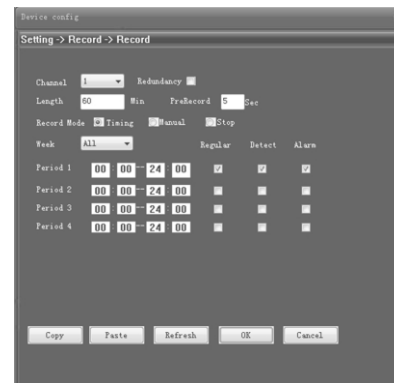 Device config
Setting -> Record -> Record
Channel 1 Redundancy
Length 60 Min PreRecord 5 Sec
Record Mode Timing Manual Stop
Week All Regular Detect Alarm
Period 1 00 : 00 -- 24 : 00
Period 2 00 : 00 -- 24 : 00
Period 3 00 : 00 -- 24 : 00
Period 4 00 : 00 -- 24 : 00
Copy Paste Refresh OK Cancel